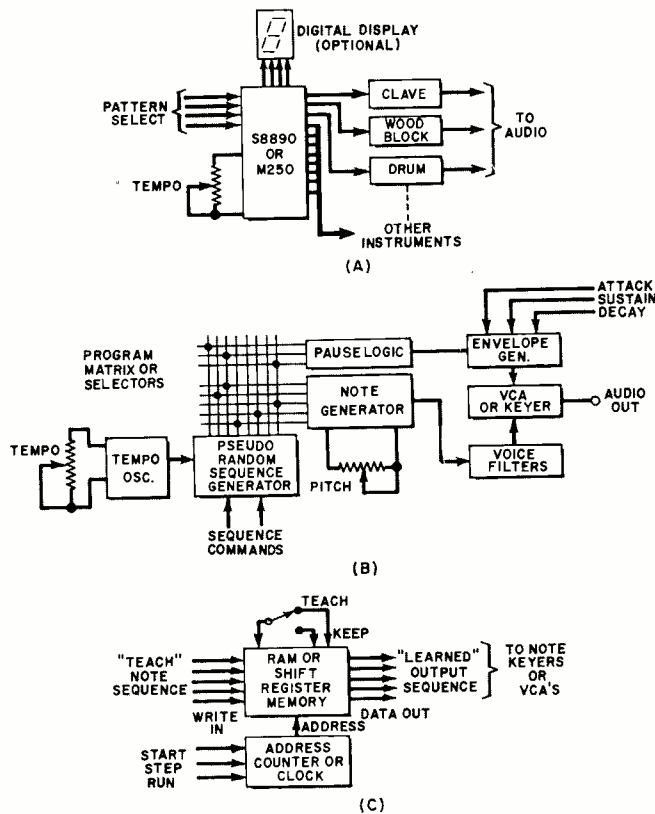 DIGITAL DISPLAY
(OPTIONAL)
PATTERN
SELECT
S8890
OR
M250
TEMPO
CLAVE
WOOD
BLOCK
DRUM
TO
AUDIO
OTHER
INSTRUMENTS
(A)
PROGRAM
MATRIX OR
SELECTORS
ATTACK
SUSTAIN
DECAY
PAUSE LOGIC
ENVELOPE
GEN.
NOTE
GENERATOR
VCA
OR KEYER
AUDIO
OUT
TEMPO
TEMPO
OSC.
PSEUDO
RANDOM
SEQUENCE
GENERATOR
PITCH
VOICE
FILTERS
SEQUENCE
COMMANDS
(B)
TEACH
KEEP
"TEACH"
NOTE
SEQUENCE
RAM OR
SHIFT
REGISTER
MEMORY
"LEARNED"
OUTPUT
SEQUENCE
TO NOTE
KEYERS
OR
VCA'S
WRITE
IN
DATA OUT
ADDRESS
START
STEP
RUN
ADDRESS
COUNTER OR
CLOCK
(C)